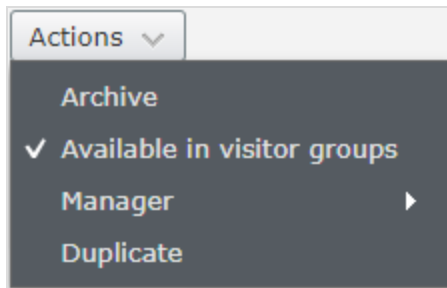 Actions
Archive
Available in visitor groups
Manager
Duplicate